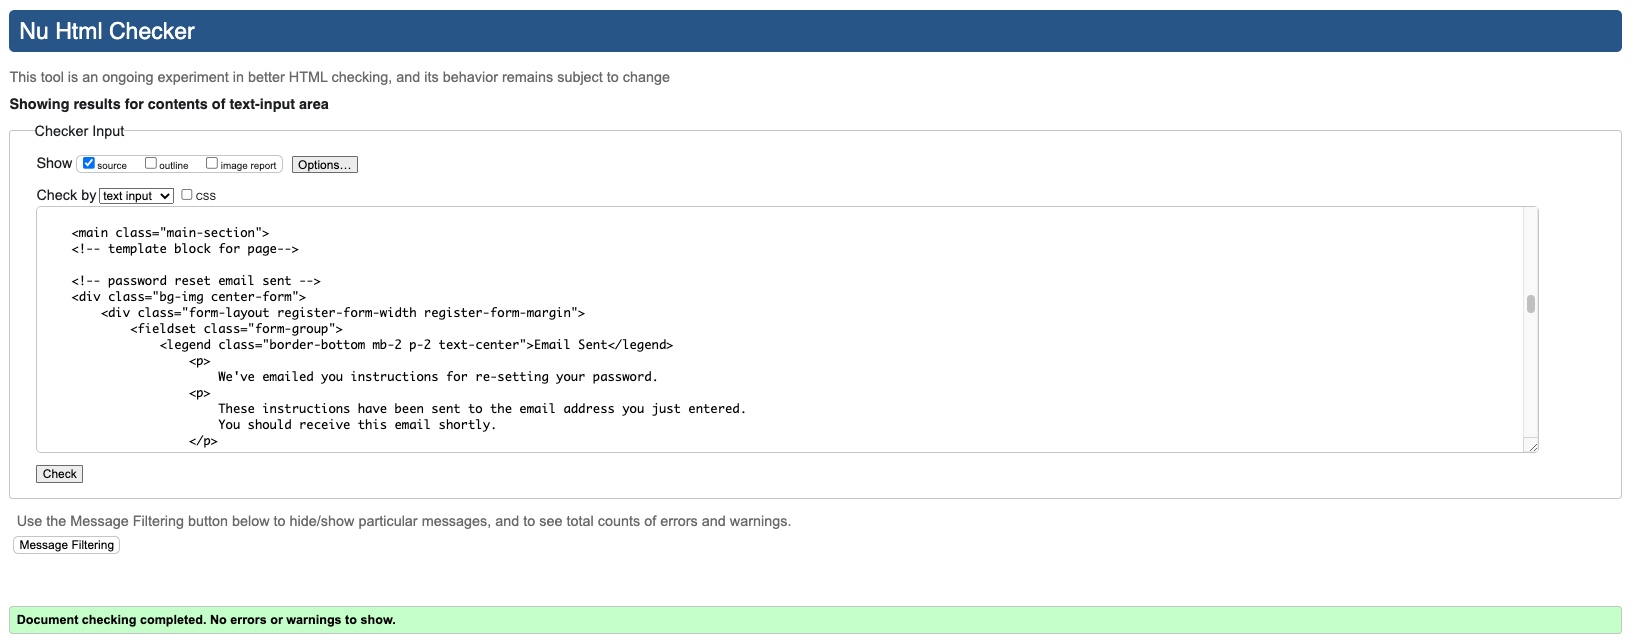 Nu Html Checker
This tool is an ongoing experiment in better HTML checking, and its behavior remains subject to change
Showing results for contents of text-input area
Checker Input
Show source outline image report Options...
Check by text input CSS
<main class="main-section">
<!-- template block for page-->
<!-- password reset email sent -->
<div class="bg-img center-form">
<div class="form-layout register-form-width register-form-margin">
<fieldset class="form-group">
<legend class="border-bottom mb-2 p-2 text-center">Email Sent</legend>
<p>
We've emailed you instructions for re-setting your password.
<p>
These instructions have been sent to the email address you just entered.
You should receive this email shortly.
</p>
Check
Use the Message Filtering button below to hide/show particular messages, and to see total counts of errors and warnings.
Message Filtering
Document checking completed. No errors or warnings to show.